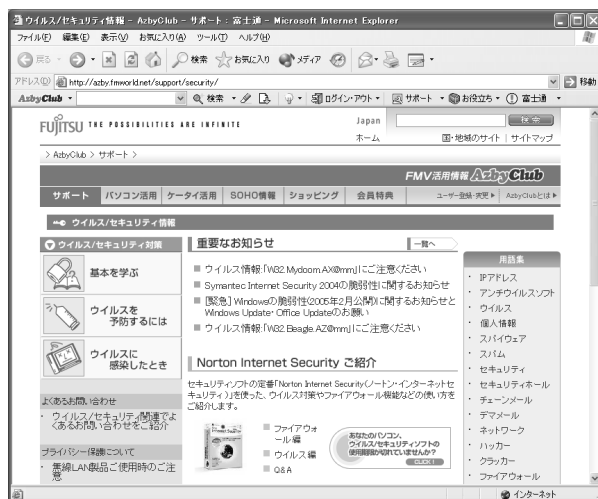 ウイルス/セキュリティ情報 - AzbyClub - サポート : 富士通 - Microsoft Internet Explorer
ファイル(F) 編集(E) 表示(V) お気に入り(A) ツール(T) ヘルプ(H)
戻る 検索 お気に入り メディア
アドレス(D) http://azby.fmworld.net/support/security/ 移動
AzbyClub 検索 ログイン・アウト サポート お役立ち 富士通
FUJITSU THE POSSIBILITIES ARE INFINITE Japan 検索
ホーム 国・地域のサイト サイトマップ
> AzbyClub > サポート >
FMV活用情報 AzbyClub
サポート パソコン活用 ケータイ活用 SOHO情報 ショッピング 会員特典 ユーザー登録・変更 AzbyClubとは
ウイルス/セキュリティ情報
ウイルス/セキュリティ対策
基本を学ぶ
ウイルスを
予防するには
ウイルスに
感染したとき
よくあるお問い合わせ
・ ウイルス/セキュリティ関連でよ
くあるお問い合わせをご紹介
プライバシー保護について
・ 無線LAN製品ご使用時のご注
意
重要なお知らせ 一覧へ
ウイルス情報:「W32.Mydoom.AX@mm」にご注意ください
Symantec Internet Security 2004の脆弱性に関するお知らせ
[緊急] Windowsの脆弱性(2005年2月公開)に関するお知らせと
Windows Update・Office Updateのお願い
ウイルス情報:「W32.Beagle.AZ@mm」にご注意ください
Norton Internet Security ご紹介
セキュリティソフトの定番「Norton Internet Security(ノートン・インターネットセ
キュリティ)」を使った、ウイルス対策やファイアウォール機能などの使い方を
ご紹介します。
ファイアウォ
ール編
ウイルス編
Q&A
あなたのパソコン、
ウイルス/セキュリティソフトの
使用期限が切れていませんか?
CLICK!
用語集
・ IPアドレス
・ アンチウイルスソフト
・ ウイルス
・ 個人情報
・ スパイウェア
・ スパム
・ セキュリティ
・ セキュリティホール
・ チェーンメール
・ デマメール
・ ネットワーク
・ ハッカー
・ クラッカー
・ ファイアウォール
インターネット